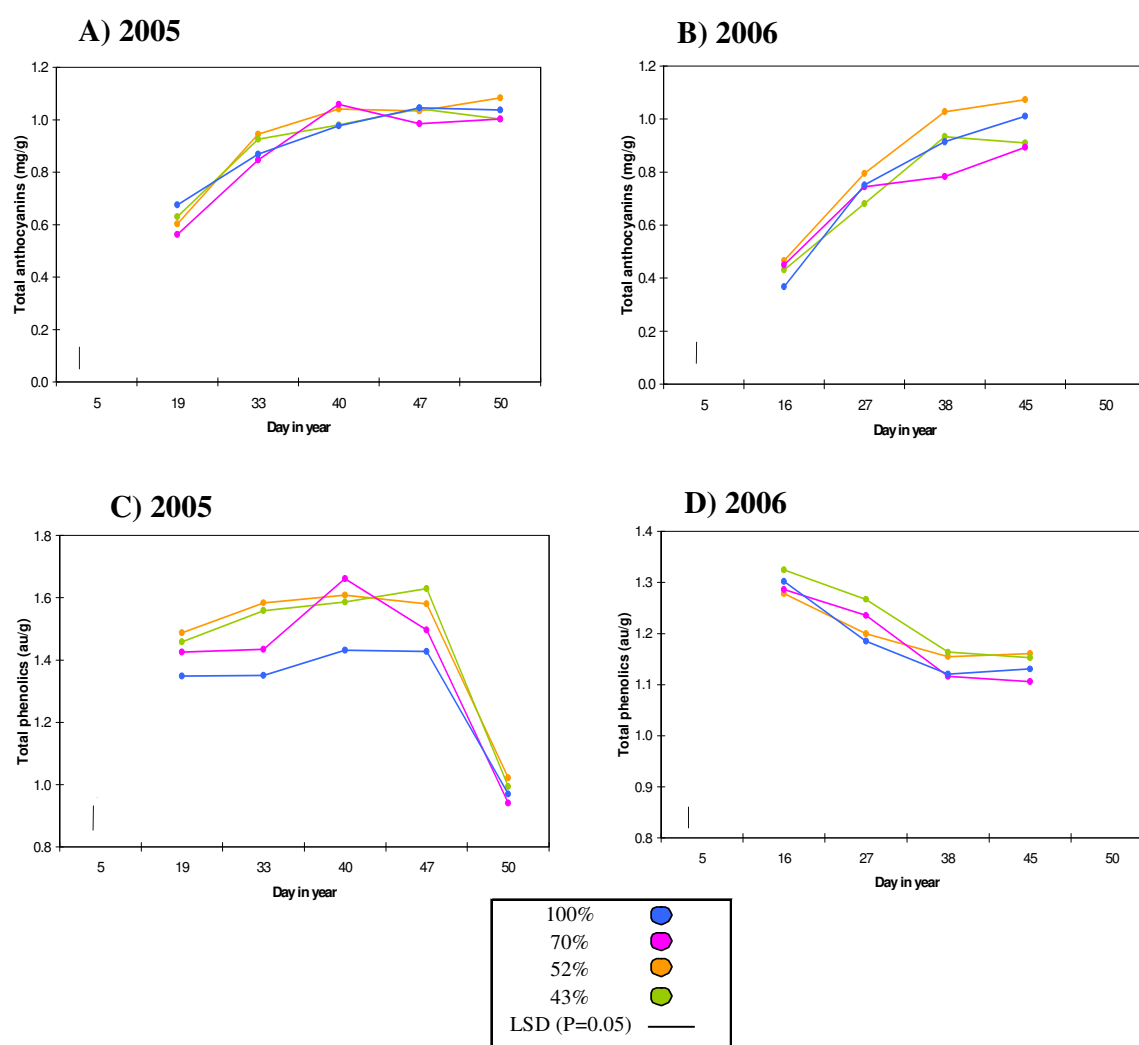 A) 2005
1.2
1.0
0.8
0.6
0.4
0.2
0.0
Total anthocyanins (mg/g)
5 19 33 40 47 50
Day in year
B) 2006
1.2
1.0
0.8
0.6
0.4
0.2
0.0
Total anthocyanins (mg/g)
5 16 27 38 45 50
Day in year
C) 2005
1.8
1.6
1.4
1.2
1.0
0.8
Total phenolics (au/g)
5 19 33 40 47 50
Day in year
D) 2006
1.4
1.3
1.2
1.1
1.0
0.9
0.8
Total phenolics (au/g)
5 16 27 38 45 50
Day in year
100%
70%
52%
43%
LSD (P=0.05)